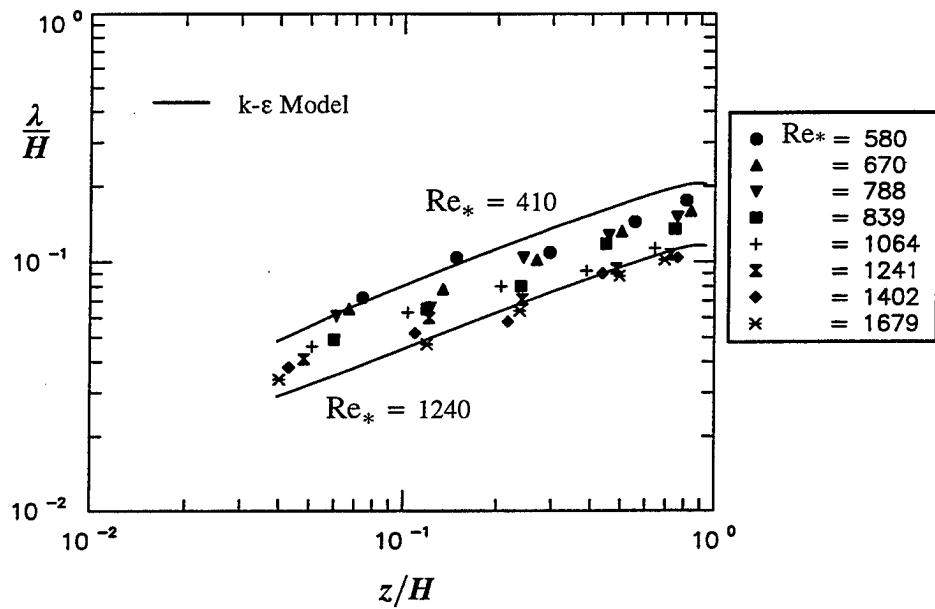 10⁰
k-ε Model
λ
H
Re* = 580
= 670
= 788
= 839
= 1064
= 1241
= 1402
= 1679
Re* = 410
10⁻¹
Re* = 1240
10⁻²
10⁻² 10⁻¹ 10⁰
z/H